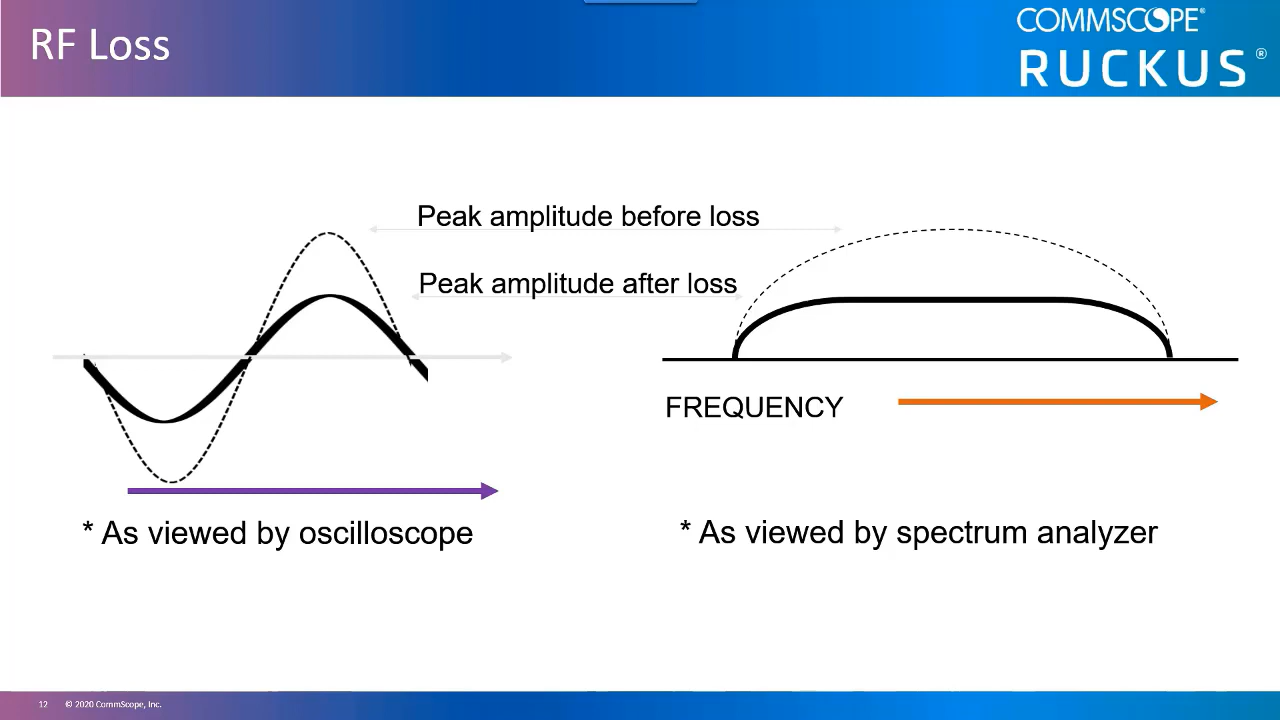 RF Loss
COMMSCOPE®
RUCKUS®
Peak amplitude before loss
Peak amplitude after loss
FREQUENCY
* As viewed by oscilloscope
* As viewed by spectrum analyzer
12 © 2020 CommScope, Inc.